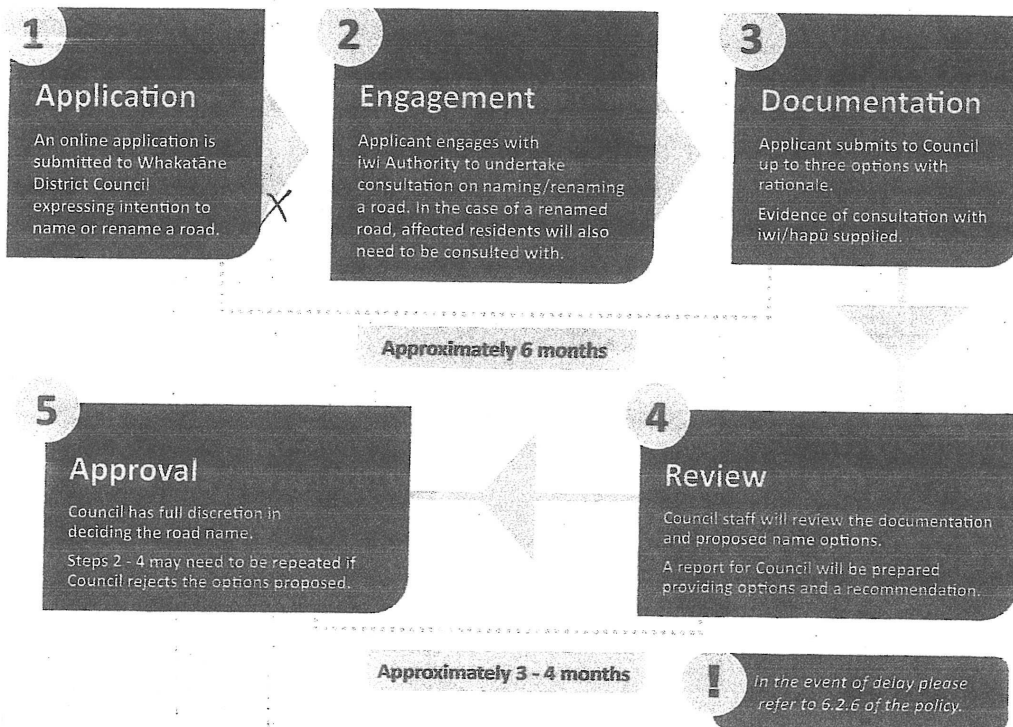 1
Application
An online application is
submitted to Whakatāne
District Council
expressing intention to
name or rename a road.
X
2
Engagement
Applicant engages with
iwi Authority to undertake
consultation on naming/renaming
a road. In the case of a renamed
road, affected residents will also
need to be consulted with.
3
Documentation
Applicant submits to Council
up to three options with
rationale.
Evidence of consultation with
iwi/hapū supplied.
Approximately 6 months
4
Review
Council staff will review the documentation
and proposed name options.
A report for Council will be prepared
providing options and a recommendation.
5
Approval
Council has full discretion in
deciding the road name.
Steps 2 - 4 may need to be repeated if
Council rejects the options proposed.
Approximately 3 - 4 months
!
In the event of delay please
refer to 6.2.6 of the policy.